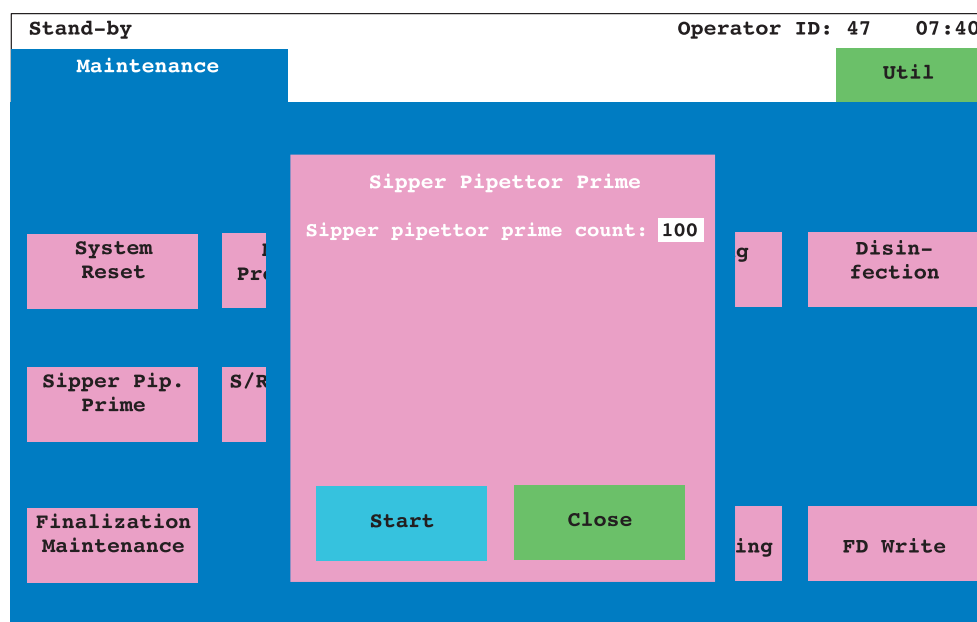 Stand-by Operator ID: 47 07:40
Maintenance
Util
Sipper Pipettor Prime
Sipper pipettor prime count: 100
System
Reset
g
Disin-
fection
Sipper Pip.
Prime
S/R
Start
Close
Finalization
Maintenance
ing
FD Write